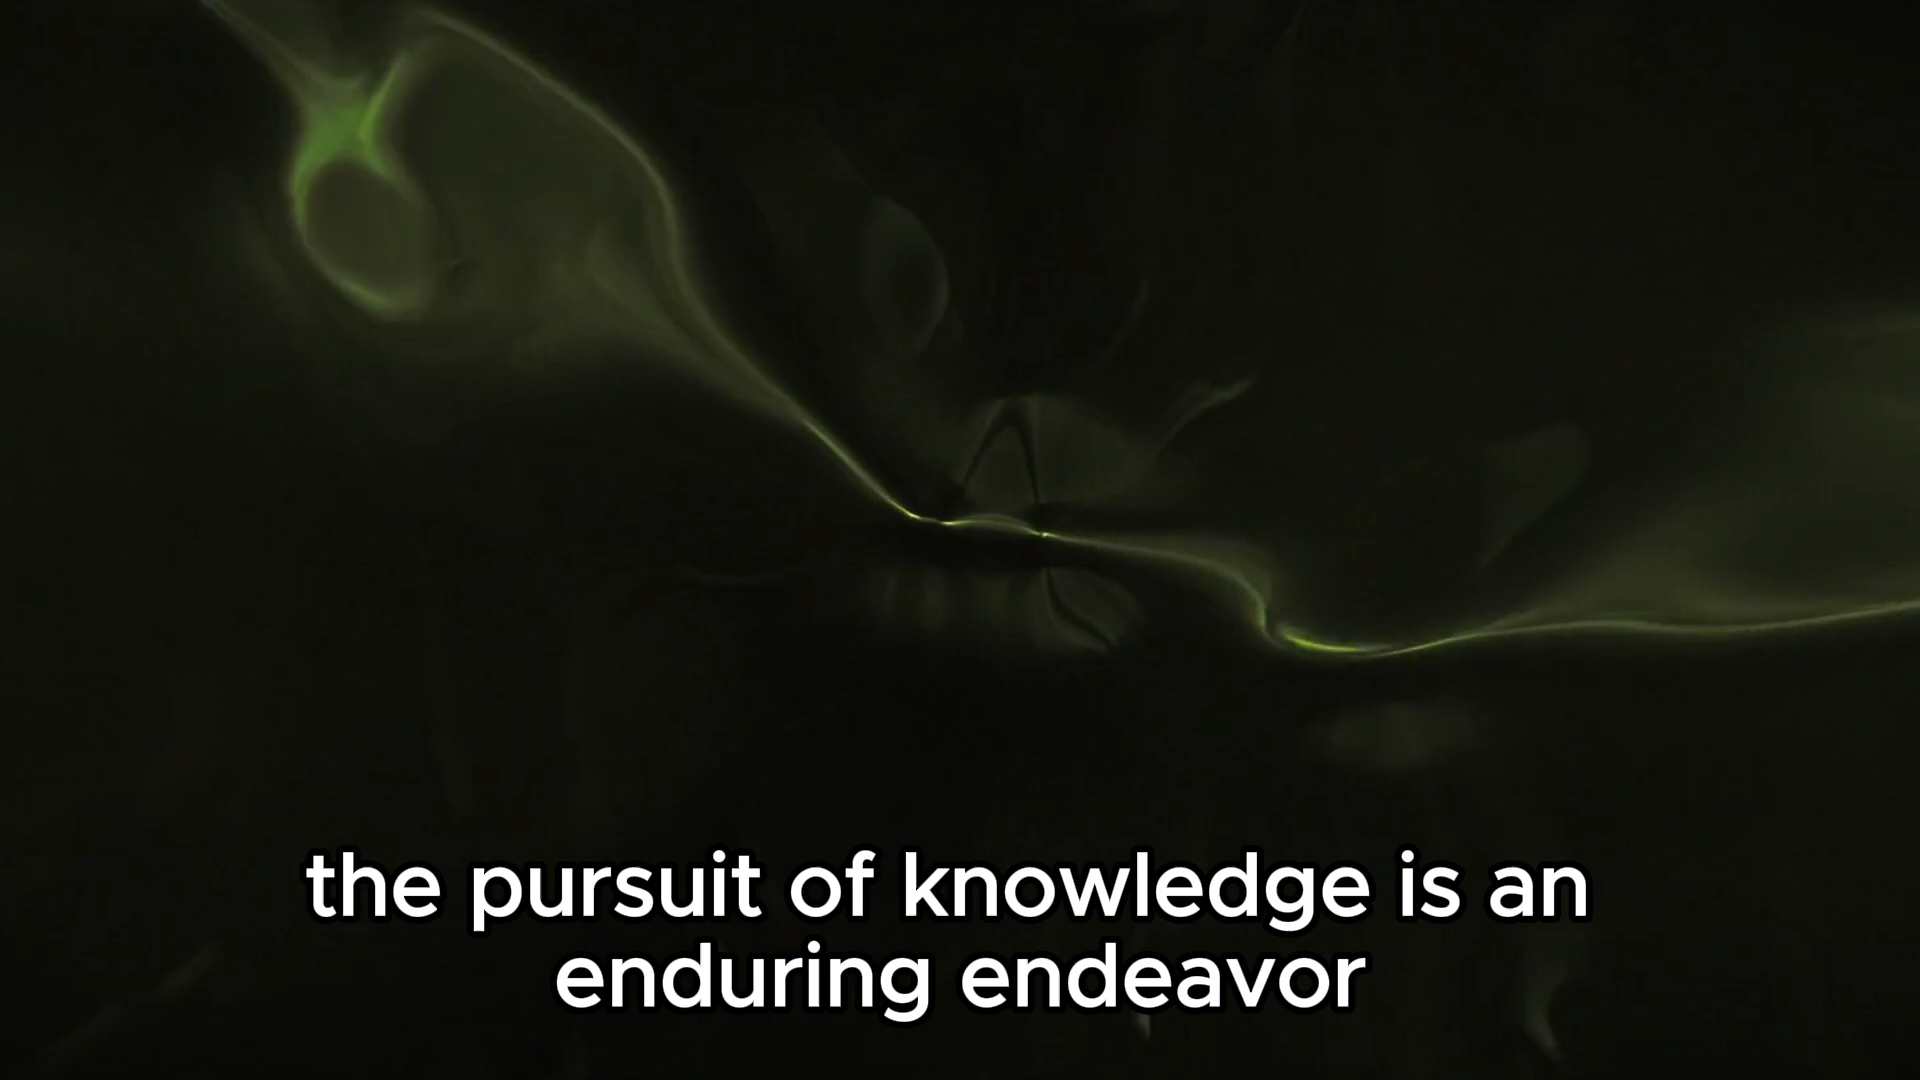 the pursuit of knowledge is an
enduring endeavor